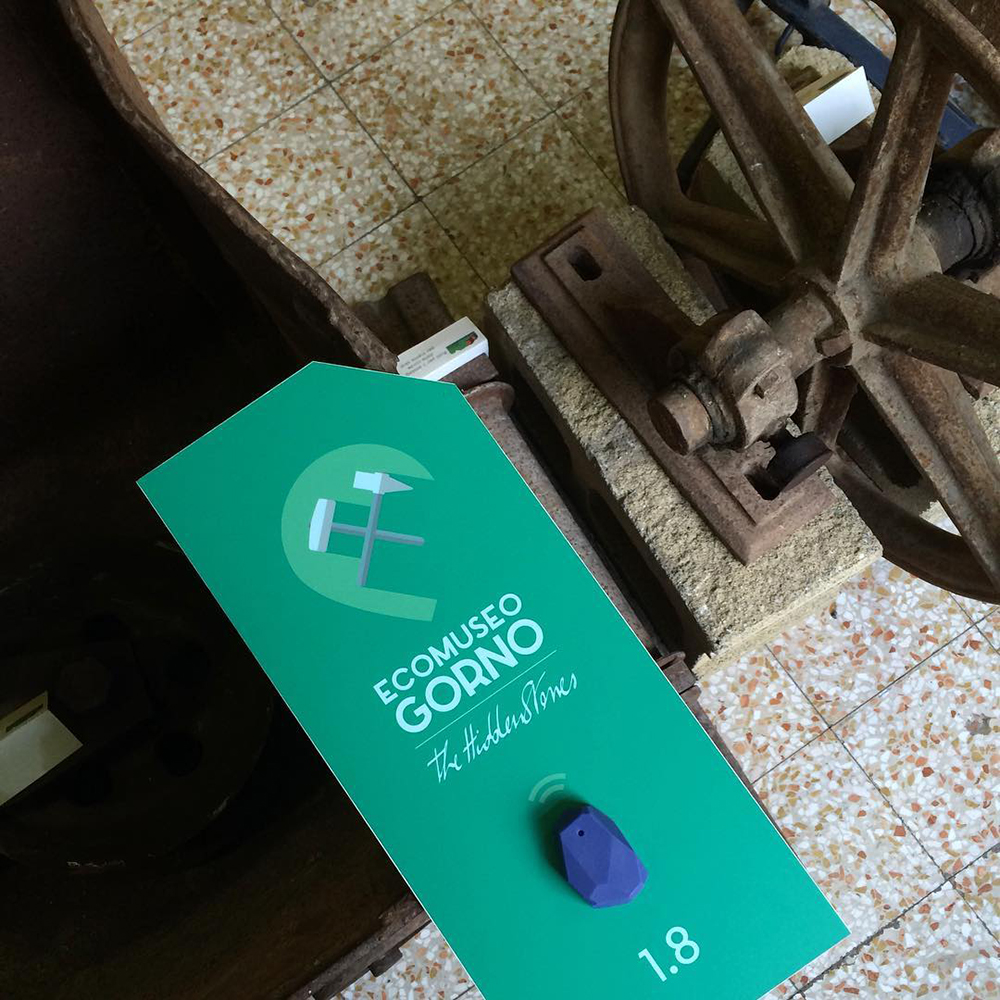 ECOMUSEO
GORNO
The Hidden Stones
1.8